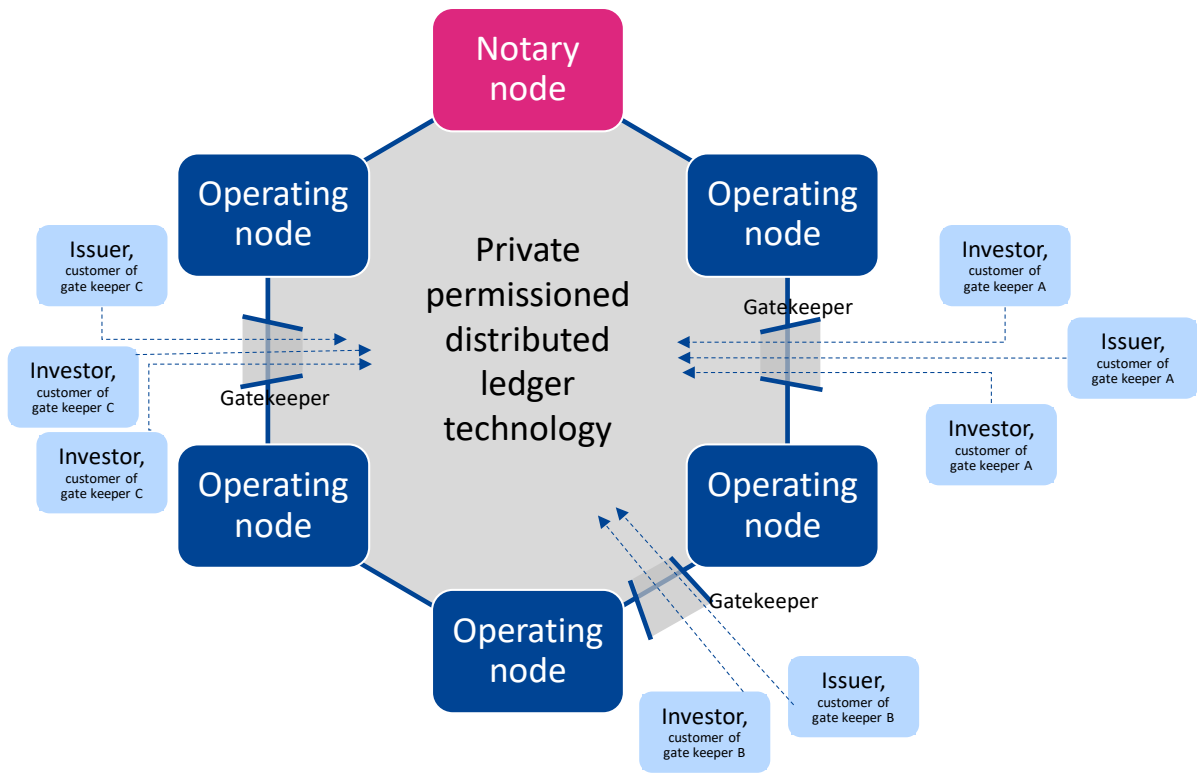 Notary
node
Operating
node
Operating
node
Issuer,
customer of
gate keeper C
Private
permissioned
distributed
ledger
technology
Investor,
customer of
gate keeper A
Gatekeeper
Issuer,
customer of
gate keeper A
Investor,
customer of
gate keeper C
Gatekeeper
Investor,
customer of
gate keeper A
Investor,
customer of
gate keeper C
Operating
node
Operating
node
Gatekeeper
Operating
node
Issuer,
customer of
gate keeper B
Investor,
customer of
gate keeper B